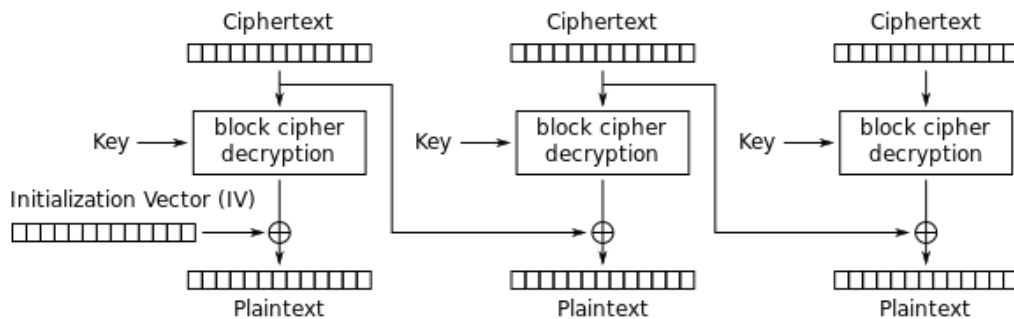 Ciphertext Ciphertext Ciphertext
Key block cipher decryption Key block cipher decryption Key block cipher decryption
Initialization Vector (IV)
Plaintext Plaintext Plaintext